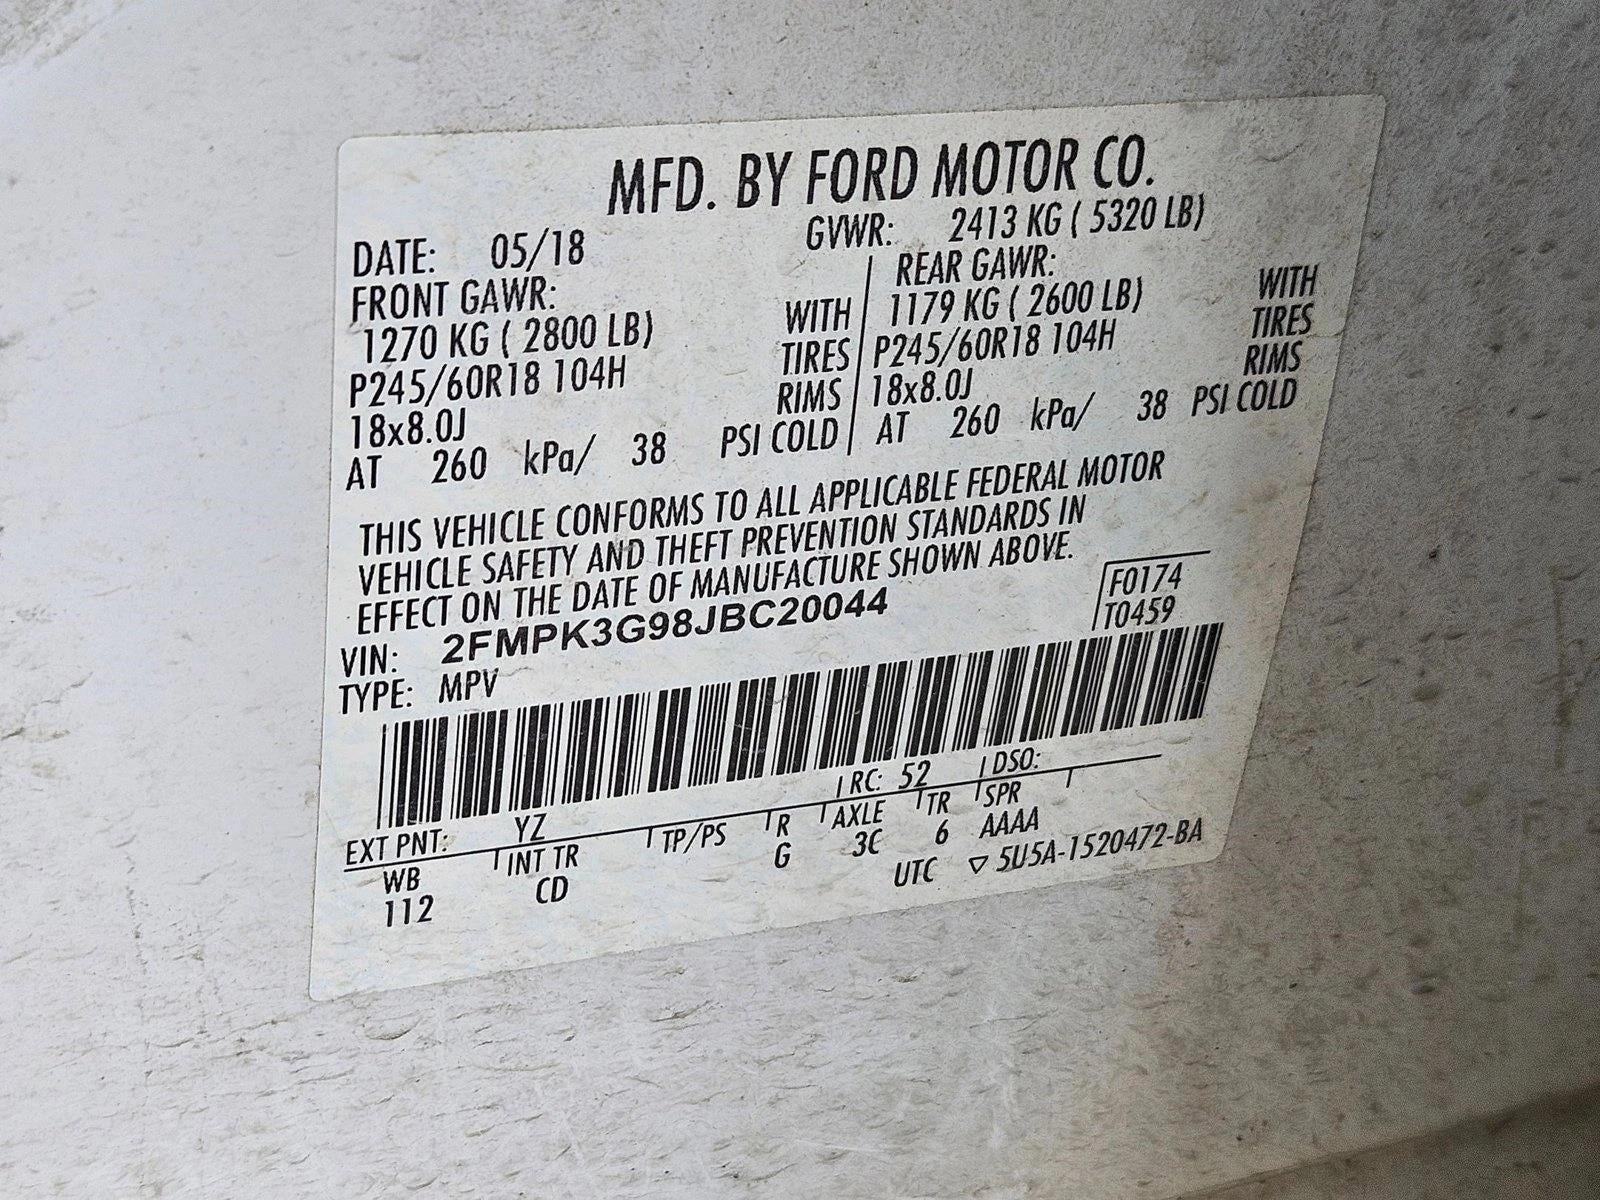 MFD. BY FORD MOTOR CO.
DATE: 05/18 GVWR: 2413 KG ( 5320 LB)
FRONT GAWR: REAR GAWR:
1270 KG ( 2800 LB) WITH 1179 KG ( 2600 LB) WITH
P245/60R18 104H TIRES P245/60R18 104H TIRES
18x8.0J RIMS 18x8.0J RIMS
AT 260 kPa/ 38 PSI COLD AT 260 kPa/ 38 PSI COLD
THIS VEHICLE CONFORMS TO ALL APPLICABLE FEDERAL MOTOR
VEHICLE SAFETY AND THEFT PREVENTION STANDARDS IN
EFFECT ON THE DATE OF MANUFACTURE SHOWN ABOVE.
VIN: 2FMPK3G98JBC20044 F0174
TYPE: MPV T0459
EXT PNT: YZ RC: 52 DSO:
WB INT TR TP/PS R AXLE TR SPR
112 CD G 3C 6 AAAA
UTC ▽ 5U5A-1520472-BA